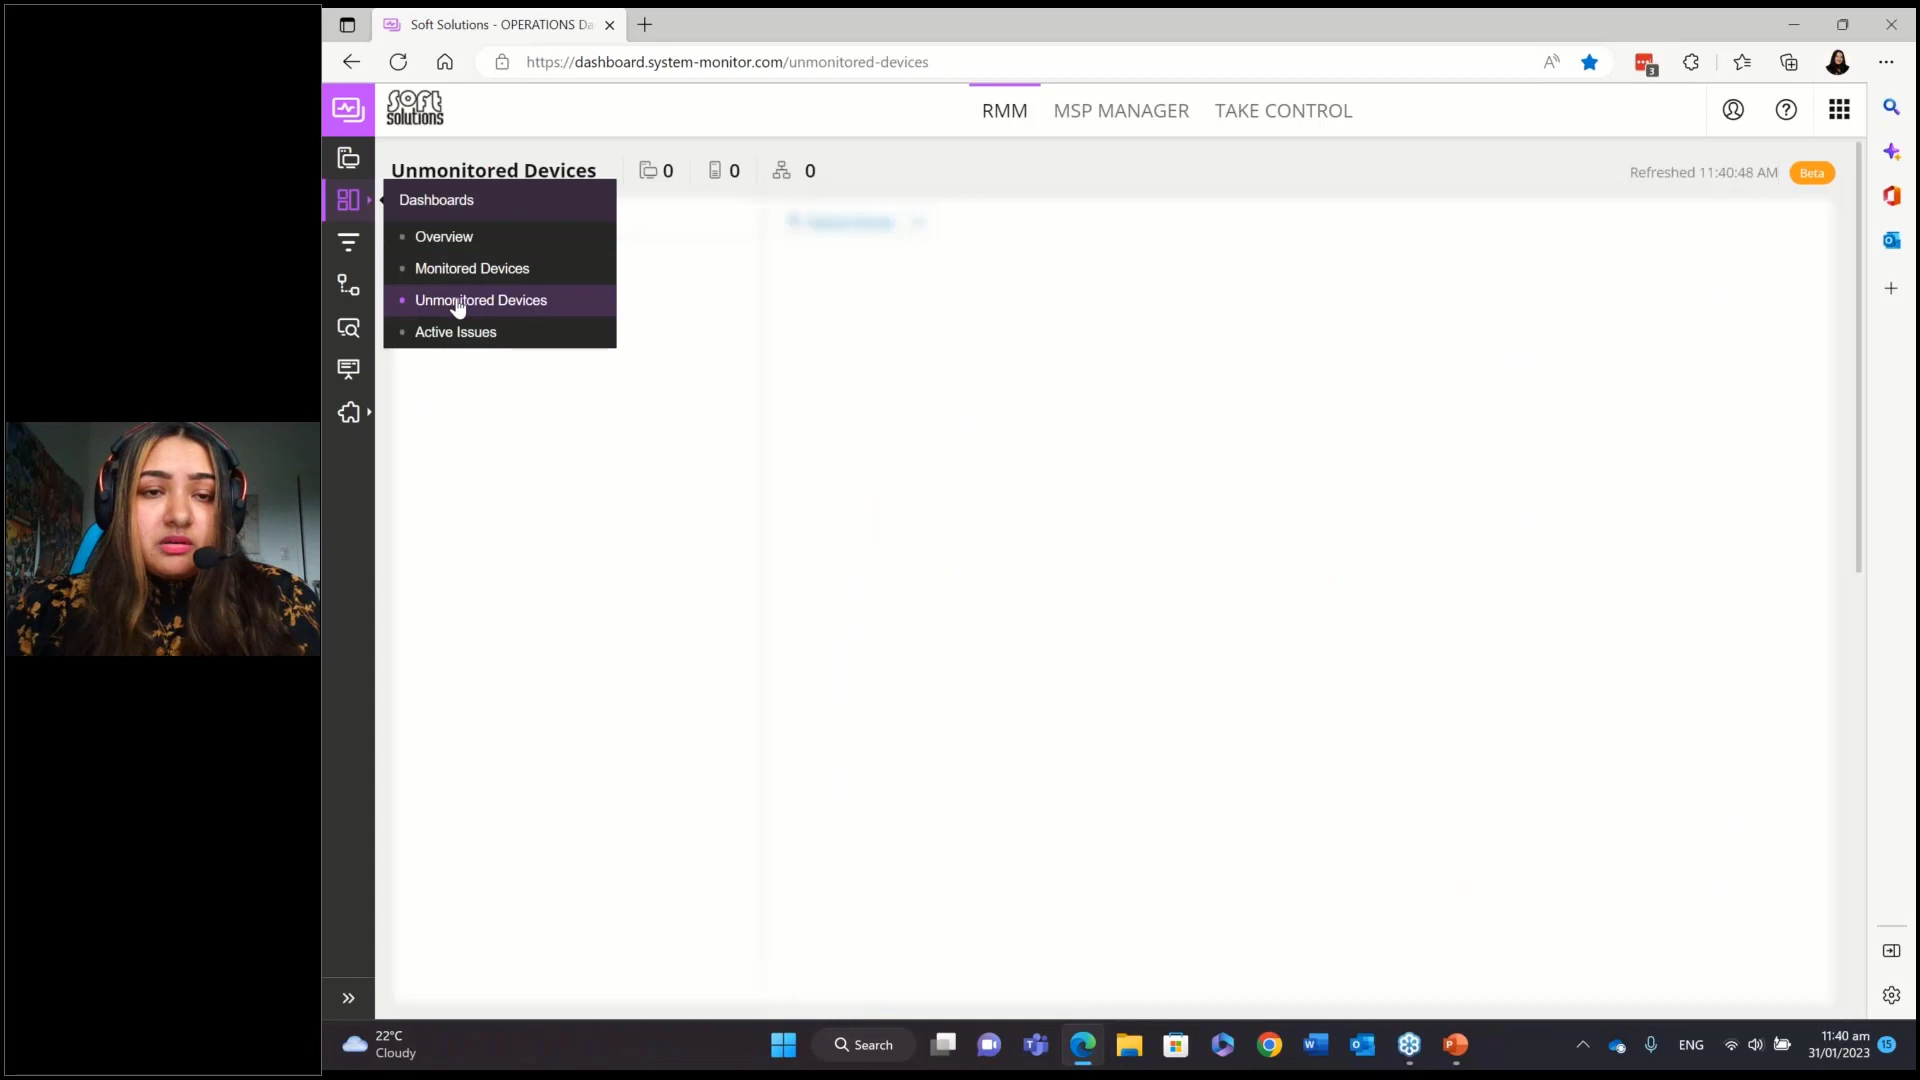 Soft Solutions - OPERATIONS Da
https://dashboard.system-monitor.com/unmonitored-devices
3
soft
solutions
RMM
MSP MANAGER
TAKE CONTROL
Unmonitored Devices
0
0
0
Refreshed 11:40:48 AM
Beta
Dashboards
Overview
Monitored Devices
Unmonitored Devices
Active Issues
22°C
Cloudy
Search
ENG
11:40 am
31/01/2023
15